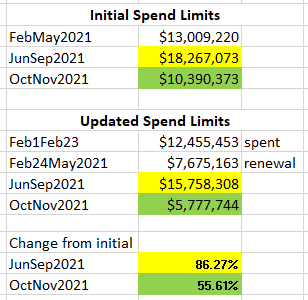 Initial Spend Limits
FebMay2021 $13,009,220
JunSep2021 $18,267,073
OctNov2021 $10,390,373
Updated Spend Limits
Feb1Feb23 $12,455,453 spent
Feb24May2021 $7,675,163 renewal
JunSep2021 $15,758,308
OctNov2021 $5,777,744
Change from initial
JunSep2021 86.27%
OctNov2021 55.61%